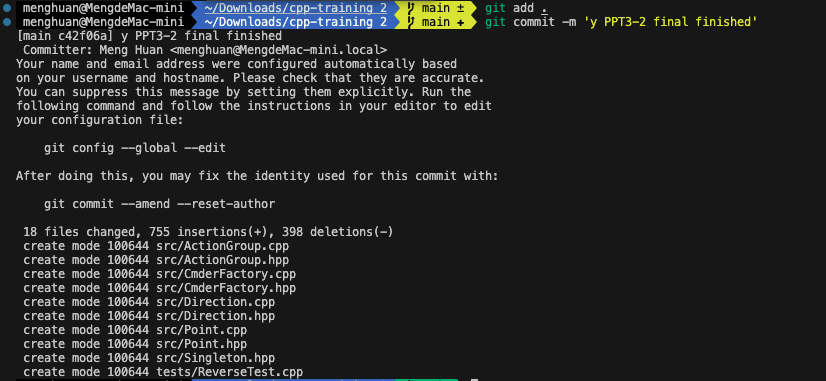 menghuan@MengdeMac-mini ~/Downloads/cpp-training 2 main ± git add .
menghuan@MengdeMac-mini ~/Downloads/cpp-training 2 main + git commit -m 'y PPT3-2 final finished'
[main c42f06a] y PPT3-2 final finished
Committer: Meng Huan <menghuan@MengdeMac-mini.local>
Your name and email address were configured automatically based
on your username and hostname. Please check that they are accurate.
You can suppress this message by setting them explicitly. Run the
following command and follow the instructions in your editor to edit
your configuration file:
git config --global --edit
After doing this, you may fix the identity used for this commit with:
git commit --amend --reset-author
18 files changed, 755 insertions(+), 398 deletions(-)
create mode 100644 src/ActionGroup.cpp
create mode 100644 src/ActionGroup.hpp
create mode 100644 src/CmderFactory.cpp
create mode 100644 src/CmderFactory.hpp
create mode 100644 src/Direction.cpp
create mode 100644 src/Direction.hpp
create mode 100644 src/Point.cpp
create mode 100644 src/Point.hpp
create mode 100644 src/Singleton.hpp
create mode 100644 tests/ReverseTest.cpp